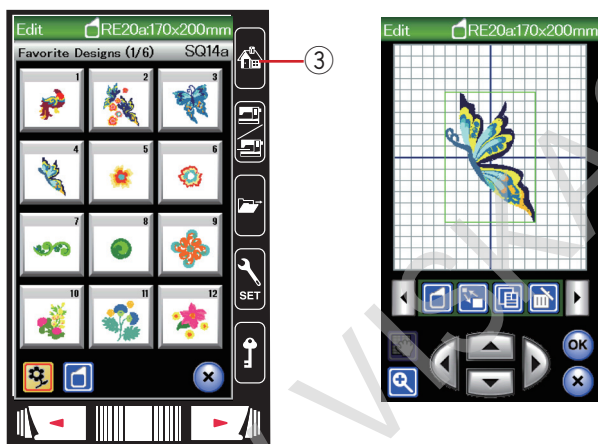 Edit RE20a:170x200mm
Favorite Designs (1/6) SQ14a
1 2 3
4 5 6
7 8 9
10 11 12
SET
3
Edit RE20a:170x200mm
OK